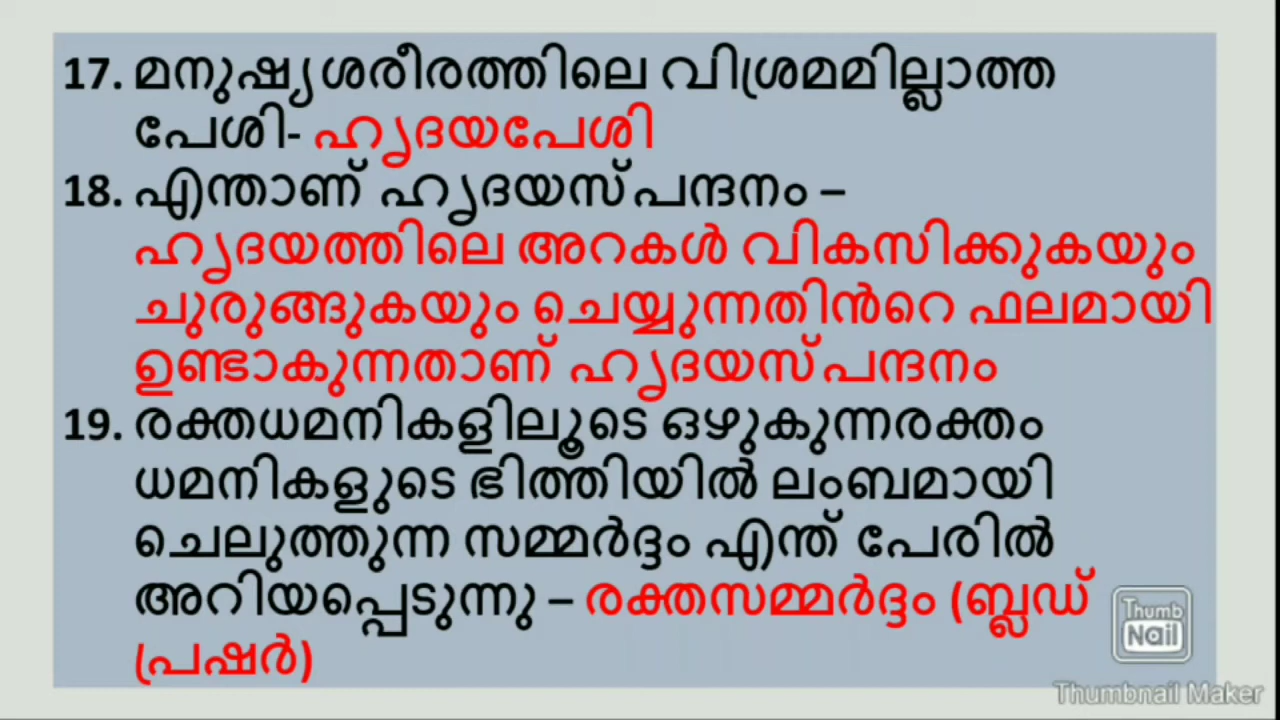 17. മനുഷ്യശരീരത്തിലെ വിശ്രമമില്ലാത്ത
പേശി- ഹൃദയപേശി
18. എന്താണ് ഹൃദയസ്പന്ദനം –
ഹൃദയത്തിലെ അറകൾ വികസിക്കുകയും
ചുരുങ്ങുകയും ചെയ്യുന്നതിൻറെ ഫലമായി
ഉണ്ടാകുന്നതാണ് ഹൃദയസ്പന്ദനം
19. രക്തധമനികളിലൂടെ ഒഴുകുന്നരക്തം
ധമനികളുടെ ഭിത്തിയിൽ ലംബമായി
ചെലുത്തുന്ന സമ്മർദ്ദം എന്ത് പേരിൽ
അറിയപ്പെടുന്നു – രക്തസമ്മർദ്ദം (ബ്ലഡ്
പ്രഷർ)
Thumb
Nail
Thumbnail Maker